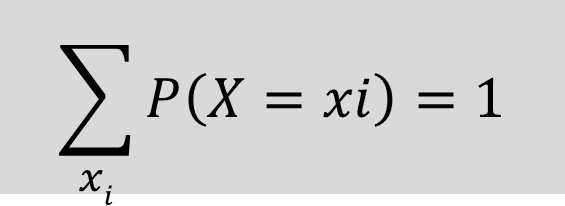 ∑ P(X = xi) = 1
xᵢ